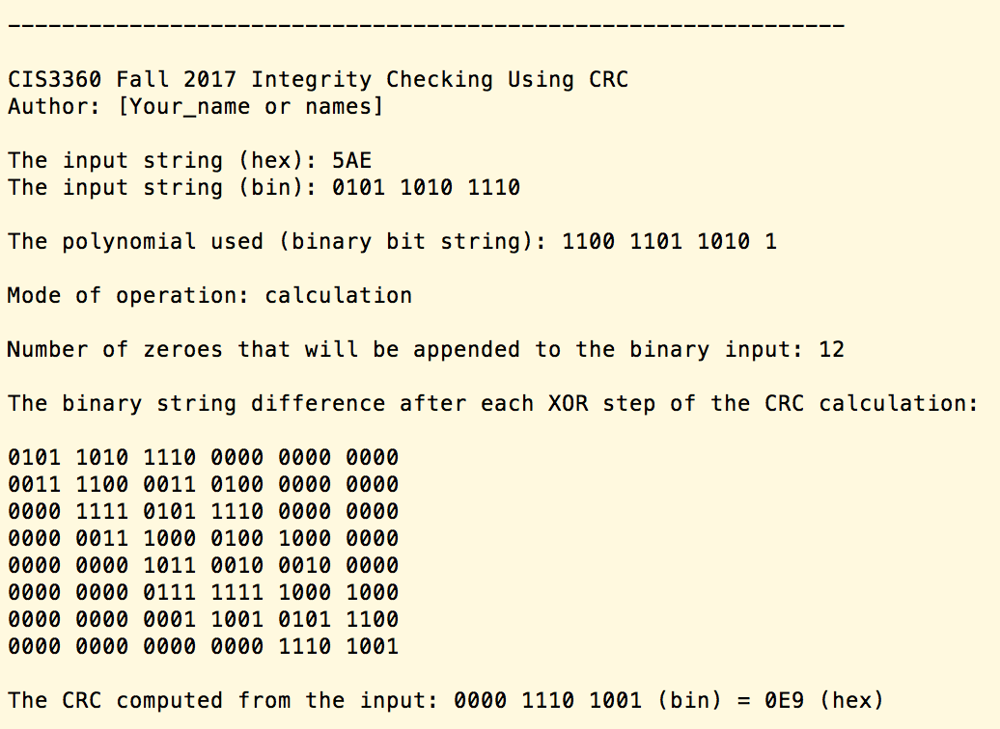 --------------------------------------------------------------
CIS3360 Fall 2017 Integrity Checking Using CRC
Author: [Your_name or names]
The input string (hex): 5AE
The input string (bin): 0101 1010 1110
The polynomial used (binary bit string): 1100 1101 1010 1
Mode of operation: calculation
Number of zeroes that will be appended to the binary input: 12
The binary string difference after each XOR step of the CRC calculation:
0101 1010 1110 0000 0000 0000
0011 1100 0011 0100 0000 0000
0000 1111 0101 1110 0000 0000
0000 0011 1000 0100 1000 0000
0000 0000 1011 0010 0010 0000
0000 0000 0111 1111 1000 1000
0000 0000 0001 1001 0101 1100
0000 0000 0000 0000 1110 1001
The CRC computed from the input: 0000 1110 1001 (bin) = 0E9 (hex)